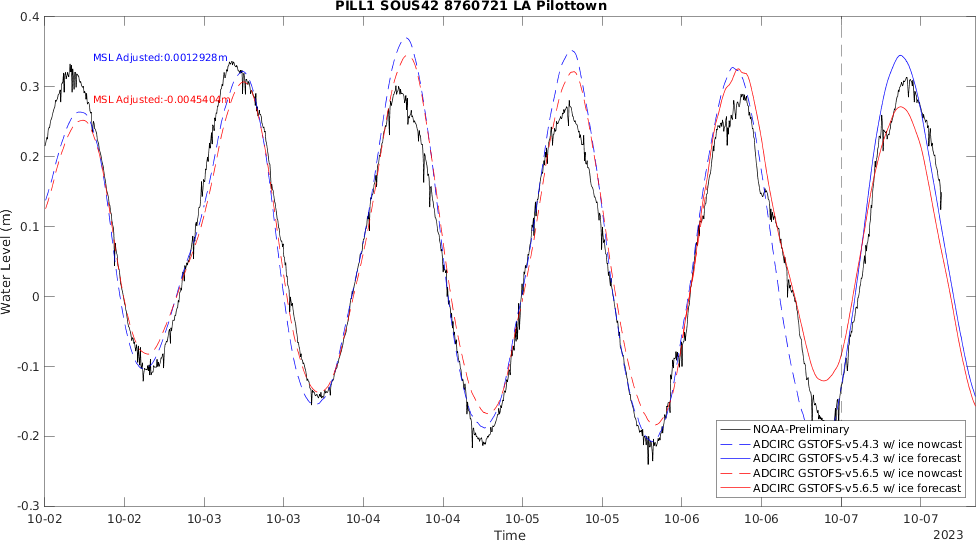 PILL1 SOUS42 8760721 LA Pilottown
MSL Adjusted:0.0012928m
MSL Adjusted:-0.0045404m
Water Level (m)
0.4
0.3
0.2
0.1
0
-0.1
-0.2
-0.3
NOAA-Preliminary
ADCIRC GSTOFS-v5.4.3 w/ ice nowcast
ADCIRC GSTOFS-v5.4.3 w/ ice forecast
ADCIRC GSTOFS-v5.6.5 w/ ice nowcast
ADCIRC GSTOFS-v5.6.5 w/ ice forecast
10-02 10-02 10-03 10-03 10-04 10-04 10-05 10-05 10-06 10-06 10-07 10-07
Time
2023